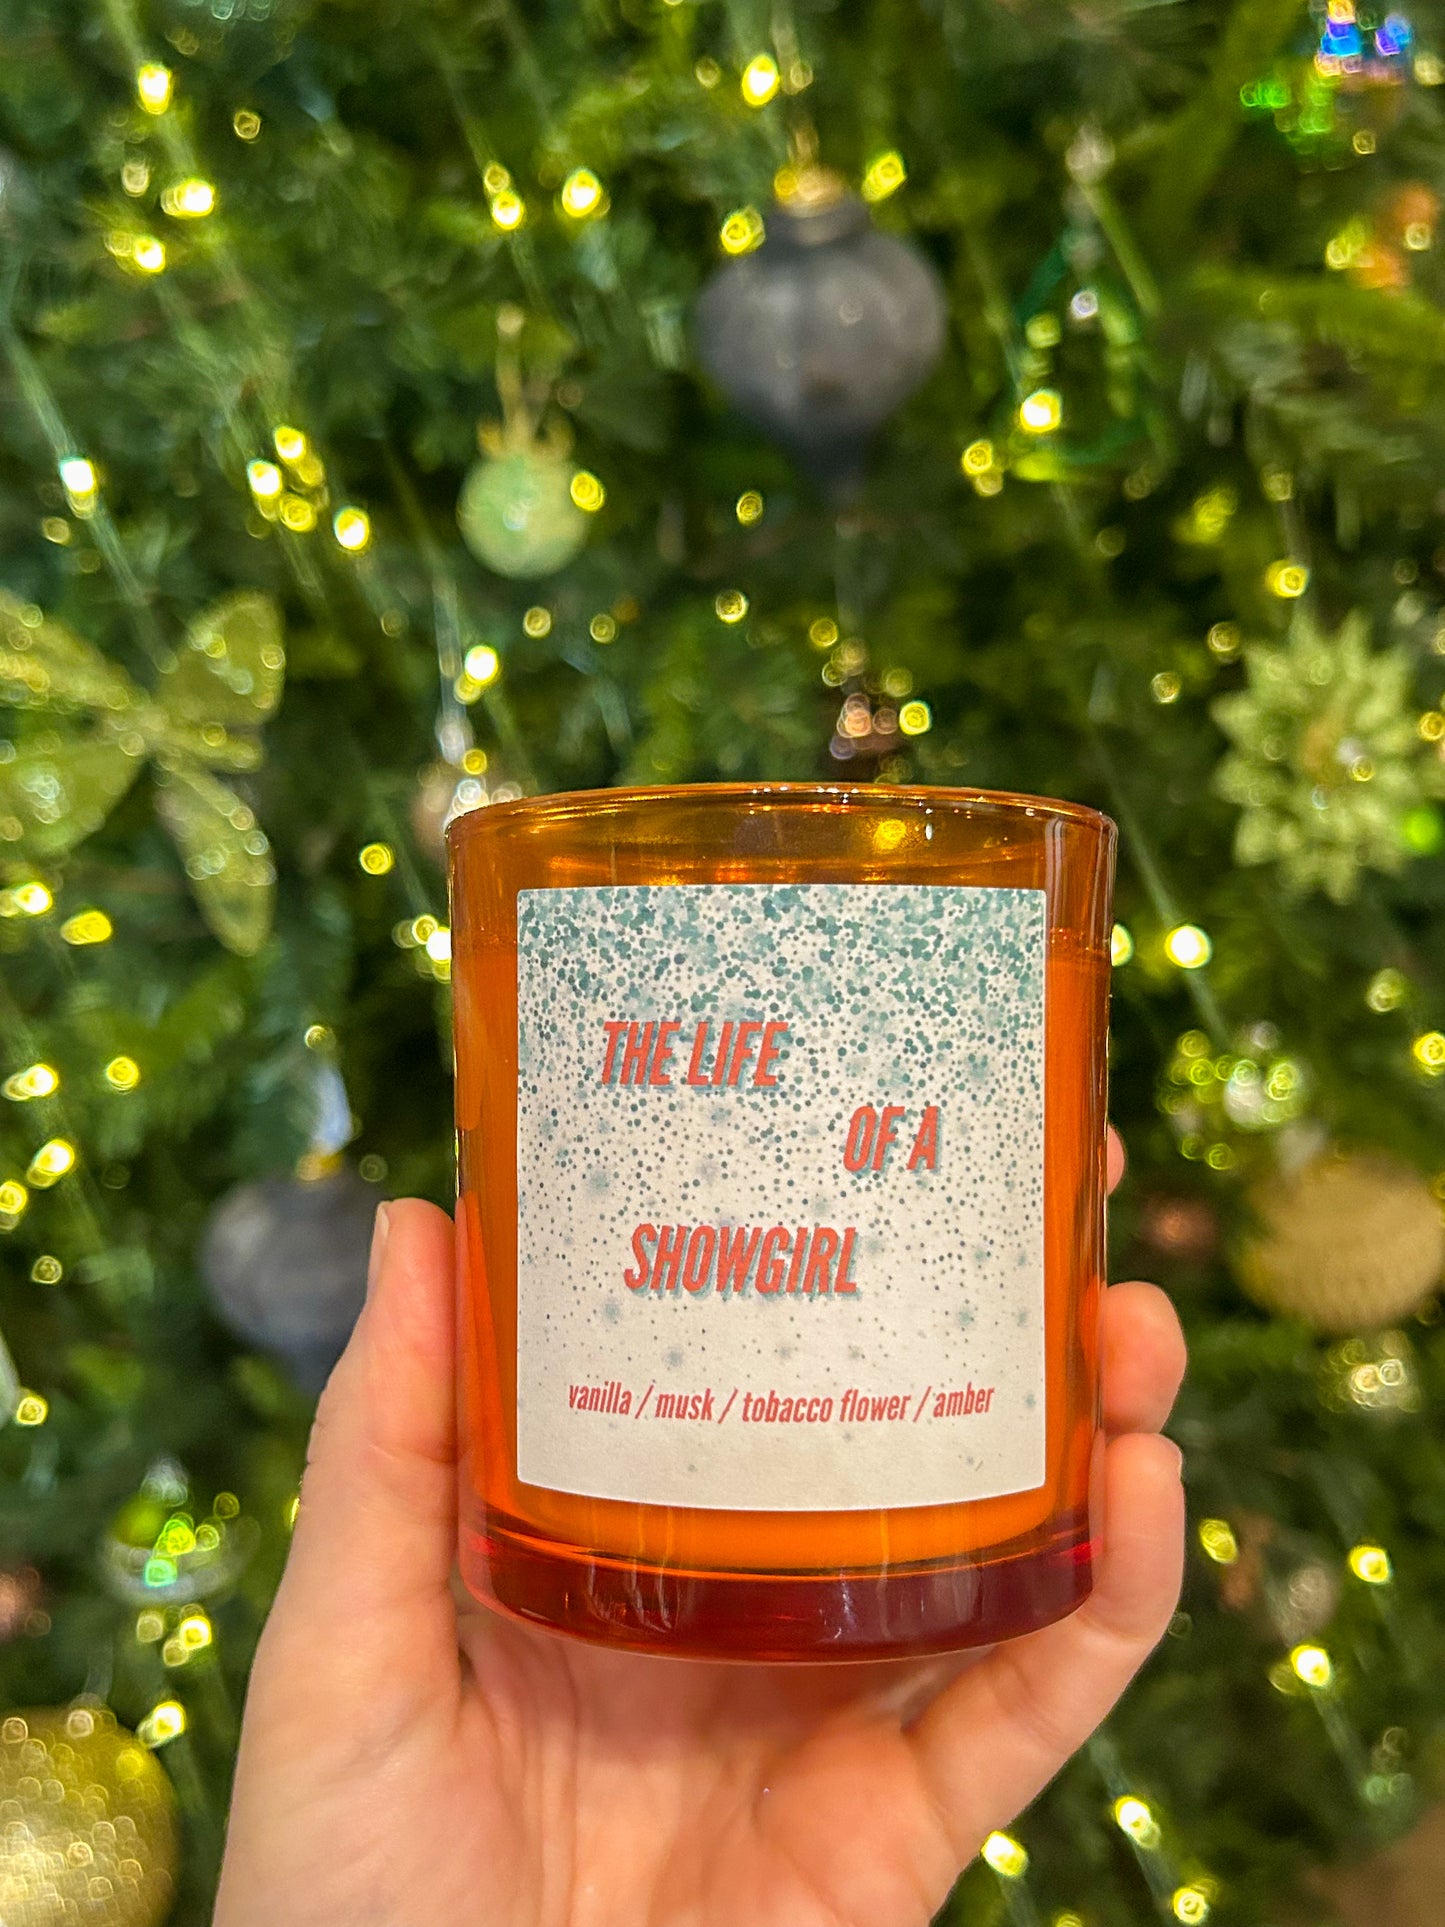 THE LIFE
OF A
SHOWGIRL
vanilla / musk / tobacco flower / amber